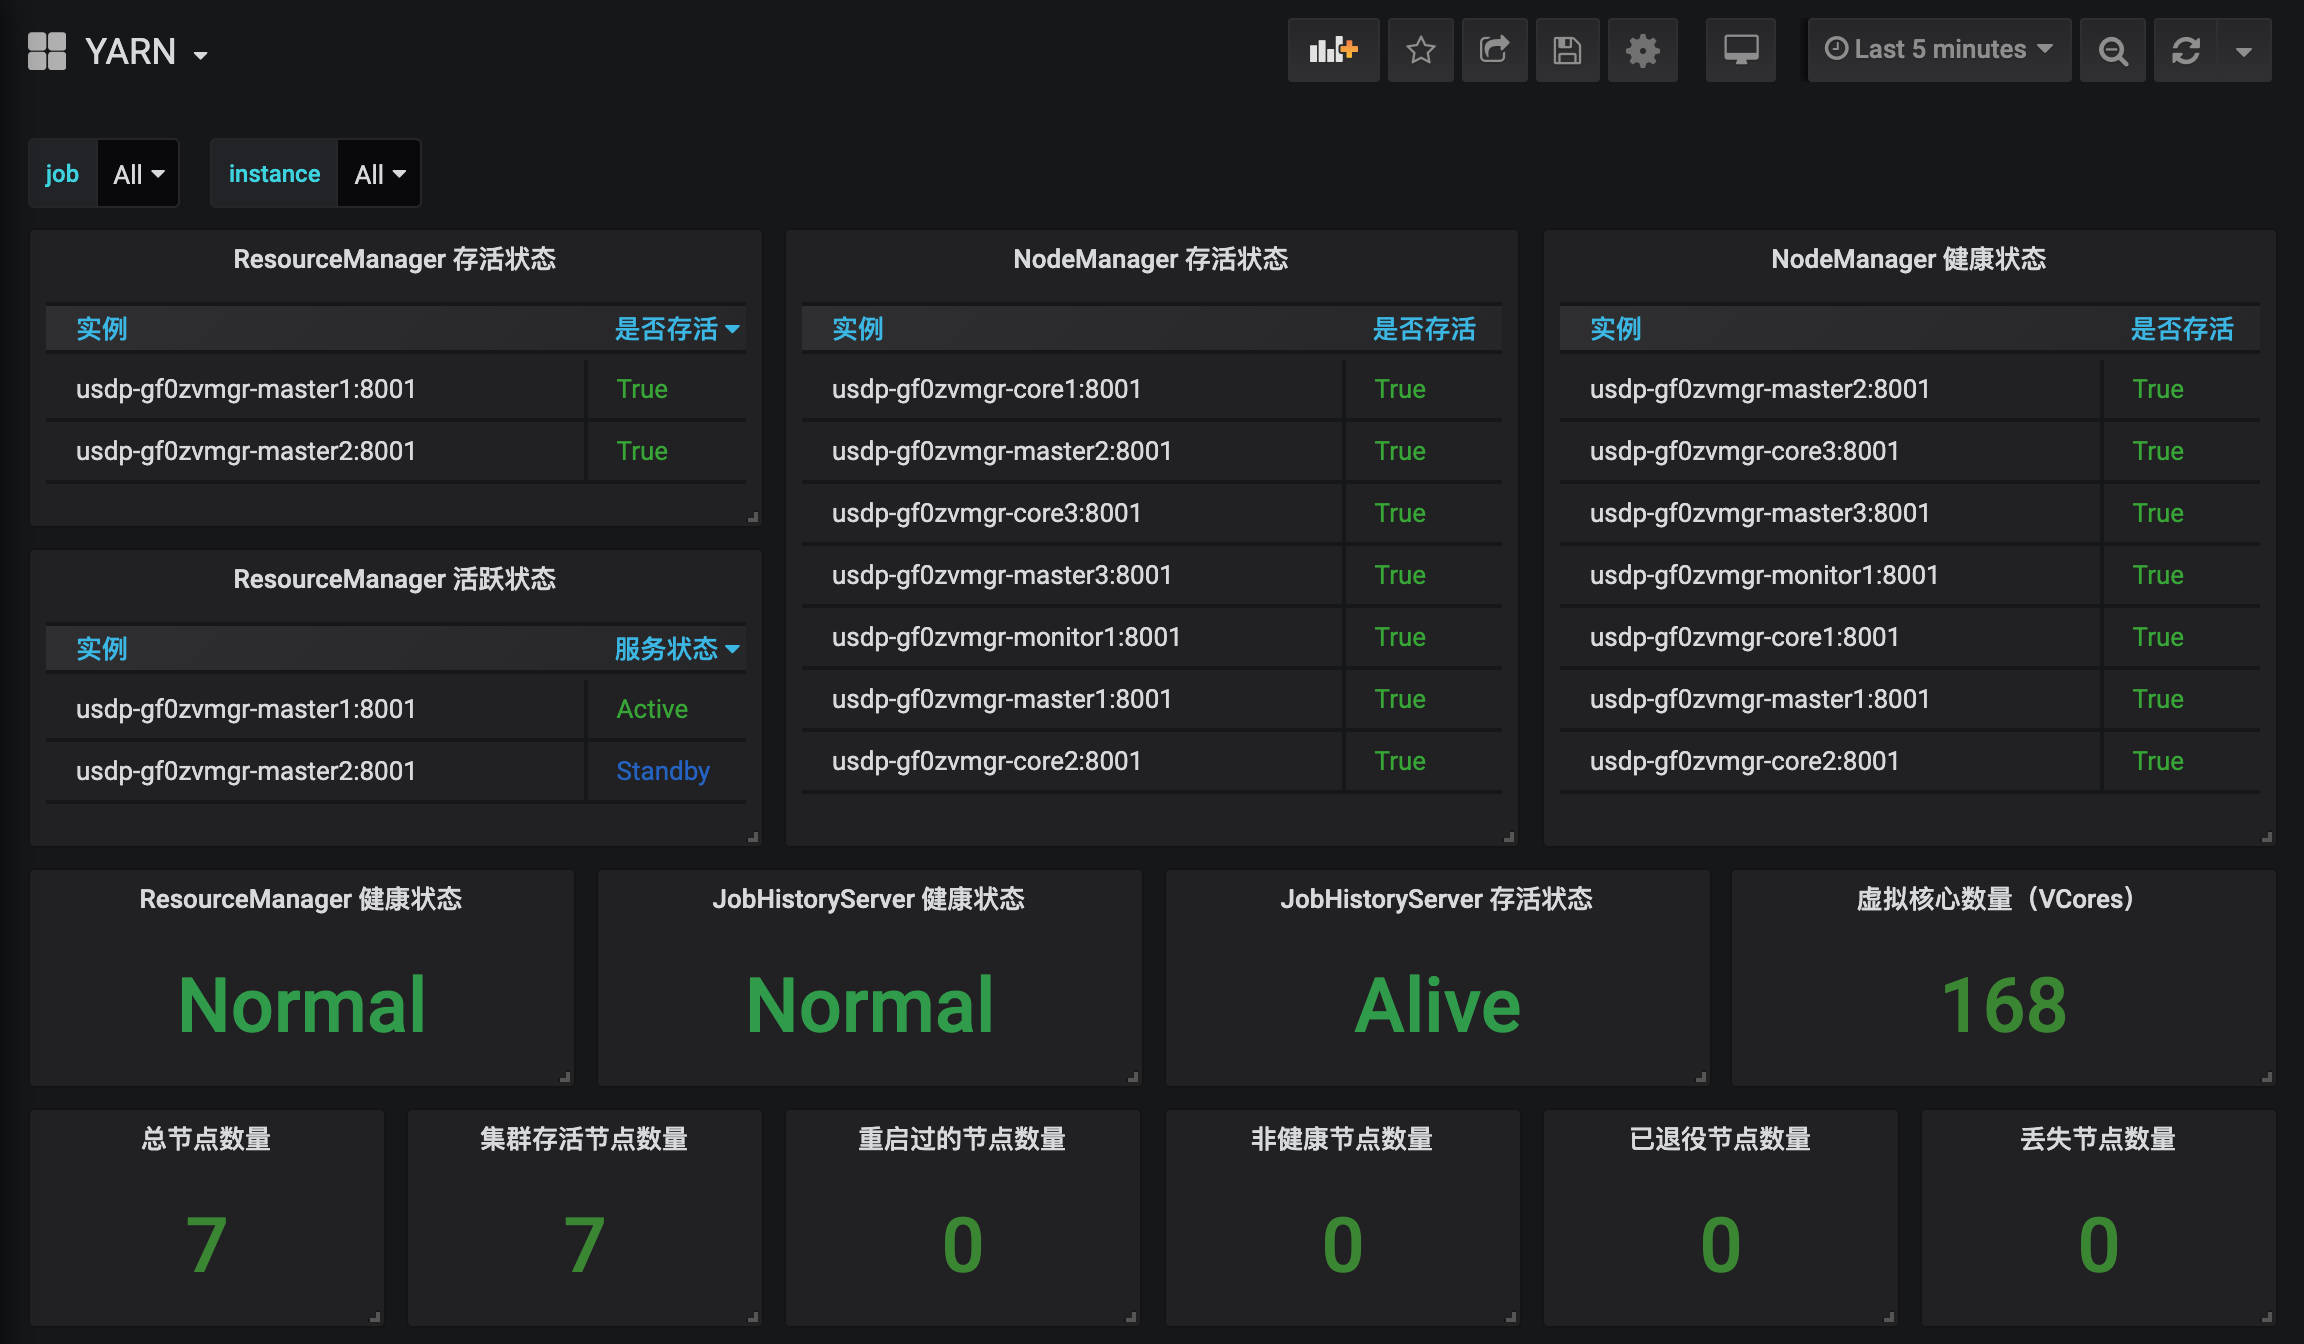 YARN
Last 5 minutes
job All
instance All
ResourceManager 存活状态
实例 是否存活
usdp-gf0zvmgr-master1:8001 True
usdp-gf0zvmgr-master2:8001 True
ResourceManager 活跃状态
实例 服务状态
usdp-gf0zvmgr-master1:8001 Active
usdp-gf0zvmgr-master2:8001 Standby
NodeManager 存活状态
实例 是否存活
usdp-gf0zvmgr-core1:8001 True
usdp-gf0zvmgr-master2:8001 True
usdp-gf0zvmgr-core3:8001 True
usdp-gf0zvmgr-master3:8001 True
usdp-gf0zvmgr-monitor1:8001 True
usdp-gf0zvmgr-master1:8001 True
usdp-gf0zvmgr-core2:8001 True
NodeManager 健康状态
实例 是否存活
usdp-gf0zvmgr-master2:8001 True
usdp-gf0zvmgr-core3:8001 True
usdp-gf0zvmgr-master3:8001 True
usdp-gf0zvmgr-monitor1:8001 True
usdp-gf0zvmgr-core1:8001 True
usdp-gf0zvmgr-master1:8001 True
usdp-gf0zvmgr-core2:8001 True
ResourceManager 健康状态
Normal
JobHistoryServer 健康状态
Normal
JobHistoryServer 存活状态
Alive
虚拟核心数量（VCores）
168
总节点数量
7
集群存活节点数量
7
重启过的节点数量
0
非健康节点数量
0
已退役节点数量
0
丢失节点数量
0